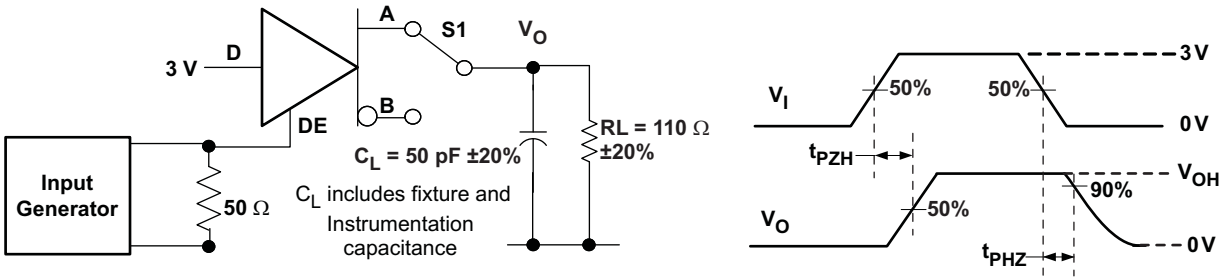 A
S1
V_O
D
3 V
B
DE
RL = 110 Ω
±20%
C_L = 50 pF ±20%
Input
Generator
50 Ω
C_L includes fixture and
Instrumentation
capacitance
3 V
V_I
50%
50%
0 V
t_PZH
V_OH
90%
V_O
50%
0 V
t_PHZ